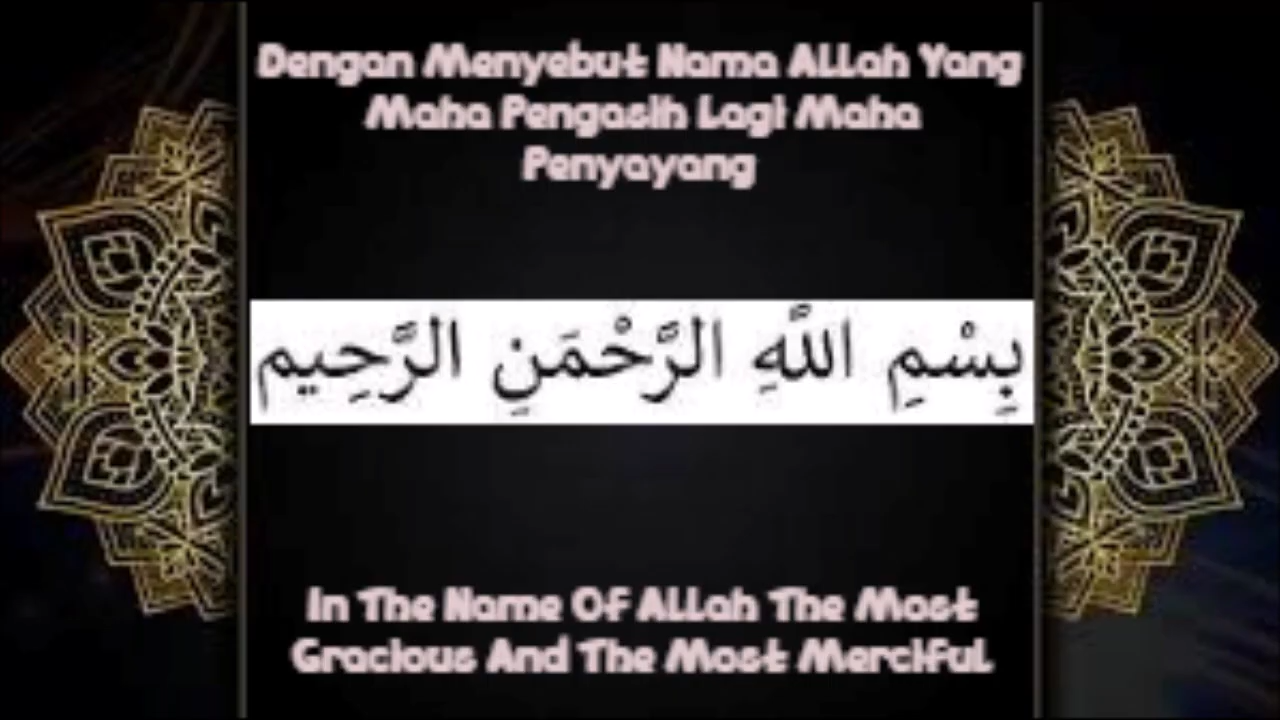 Dengan Menyebut Nama ALLah Yang
Maha Pengasih Lagi Maha
Penyayang
بِسْمِ اللَّهِ الرَّحْمَنِ الرَّحِيم
In The Name Of ALLah The Most
Gracious And The Most MercifuL